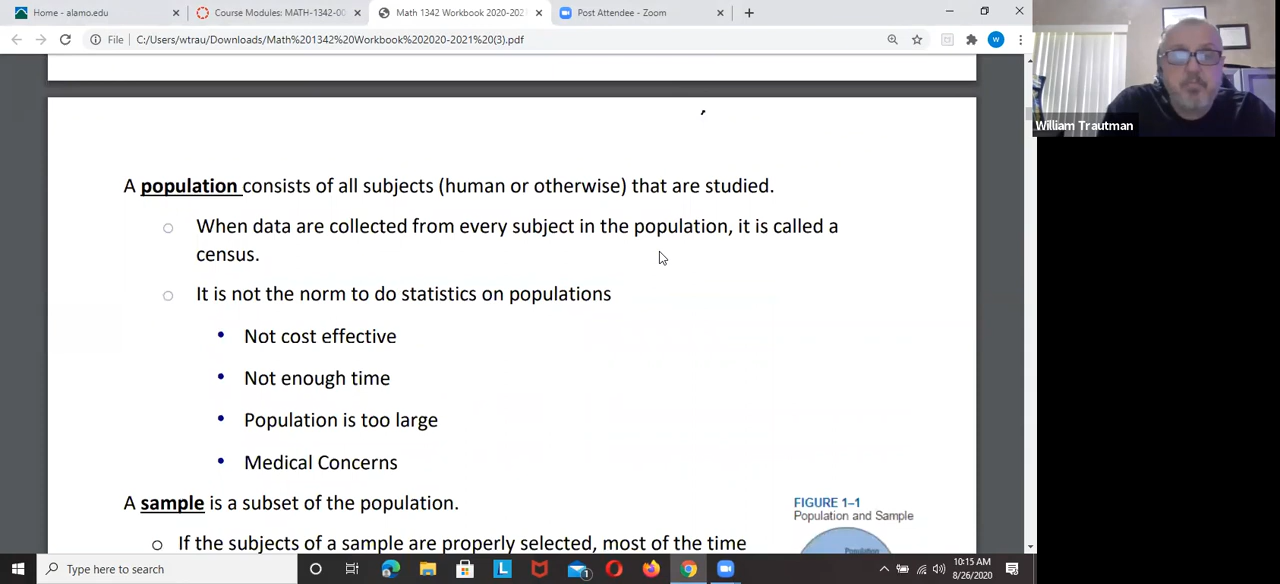 Home - alamo.edu
Course Modules: MATH-1342-00
Math 1342 Workbook 2020-202
Post Attendee - Zoom
File
C:/Users/wtrau/Downloads/Math%201342%20Workbook%202020-2021%20(3).pdf
W
William Trautman
A population consists of all subjects (human or otherwise) that are studied.
When data are collected from every subject in the population, it is called a
census.
It is not the norm to do statistics on populations
Not cost effective
Not enough time
Population is too large
Medical Concerns
A sample is a subset of the population.
FIGURE 1–1
Population and Sample
If the subjects of a sample are properly selected, most of the time
Population
Type here to search
L
1
10:15 AM
8/26/2020